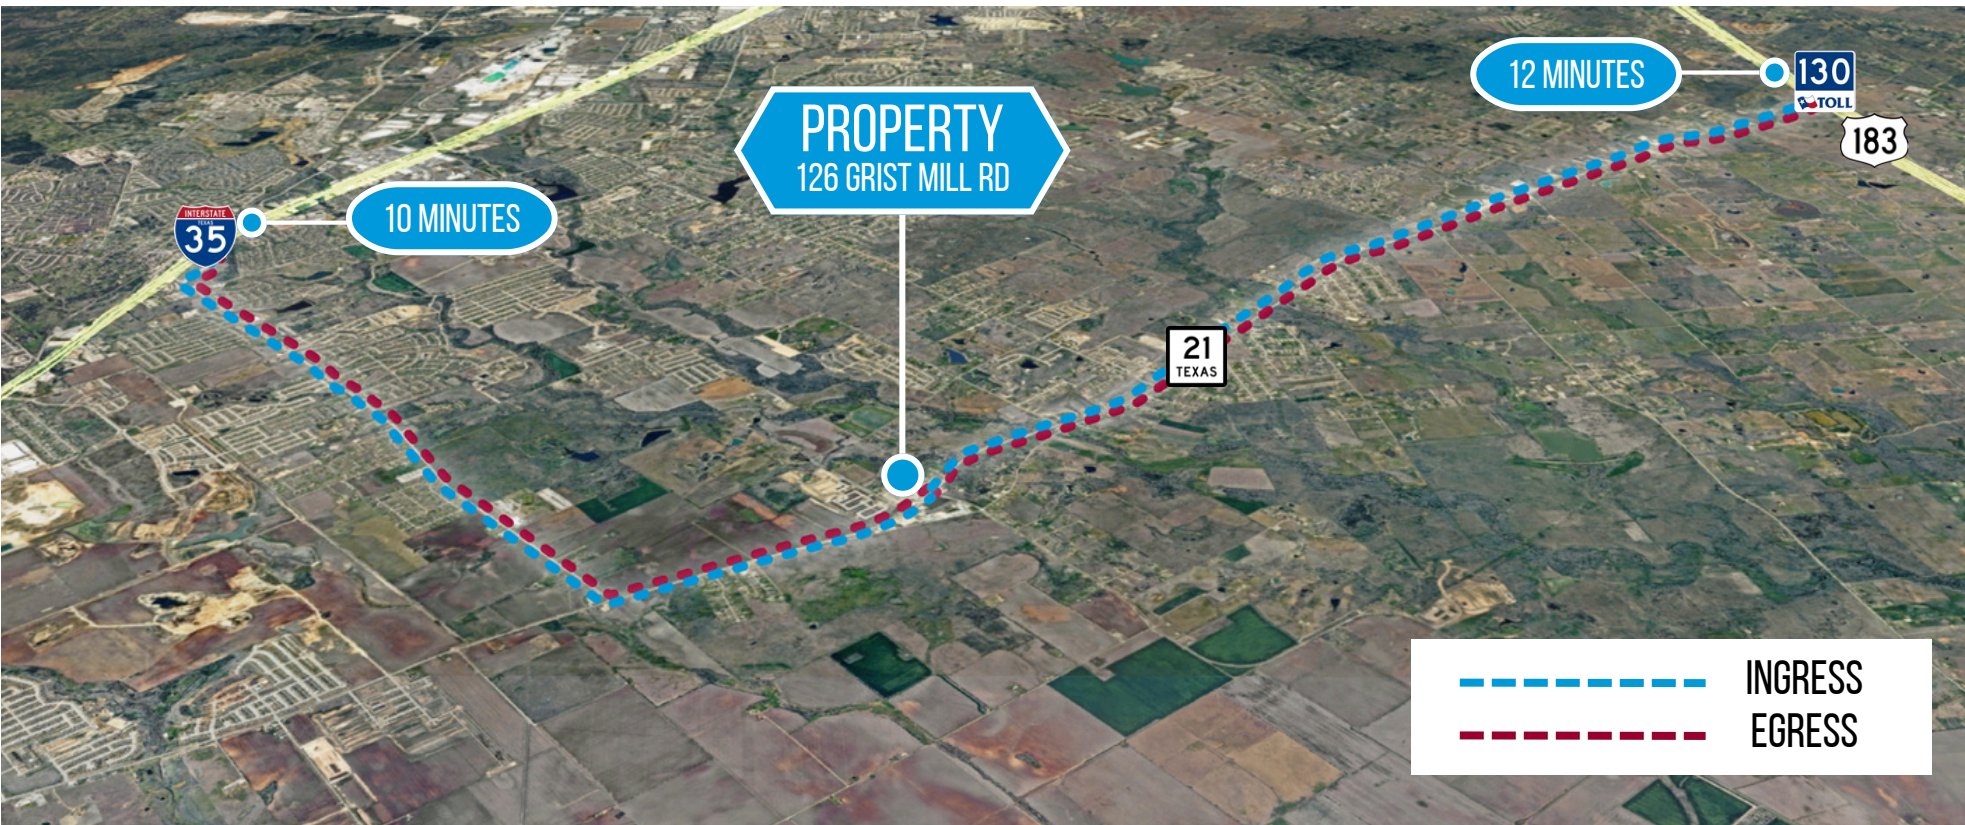 12 MINUTES
130
TOLL
183
PROPERTY
126 GRIST MILL RD
INTERSTATE
TEXAS
35
10 MINUTES
21
TEXAS
INGRESS
EGRESS